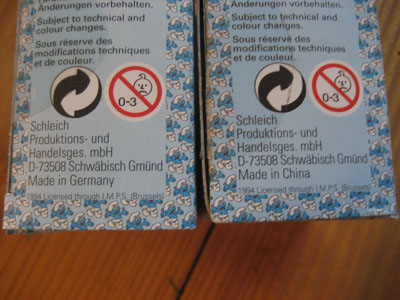 Änderungen vorbehalten.
Subject to technical and
colour changes.
Sous réserve des
modifications techniques
et de couleur.
0-3
Schleich
Produktions- und
Handelsges. mbH
D-73508 Schwäbisch Gmünd
Made in Germany
1994 Licensed through I.M.P.S. (Brussels)
Änderungen vorbehalten.
Subject to technical and
colour changes.
Sous réserve des
modifications techniques
et de couleur.
0-3
Schleich
Produktions- und
Handelsges. mbH
D-73508 Schwäbisch Gmünd
Made in China
1994 Licensed through I.M.P.S. (Brussels)